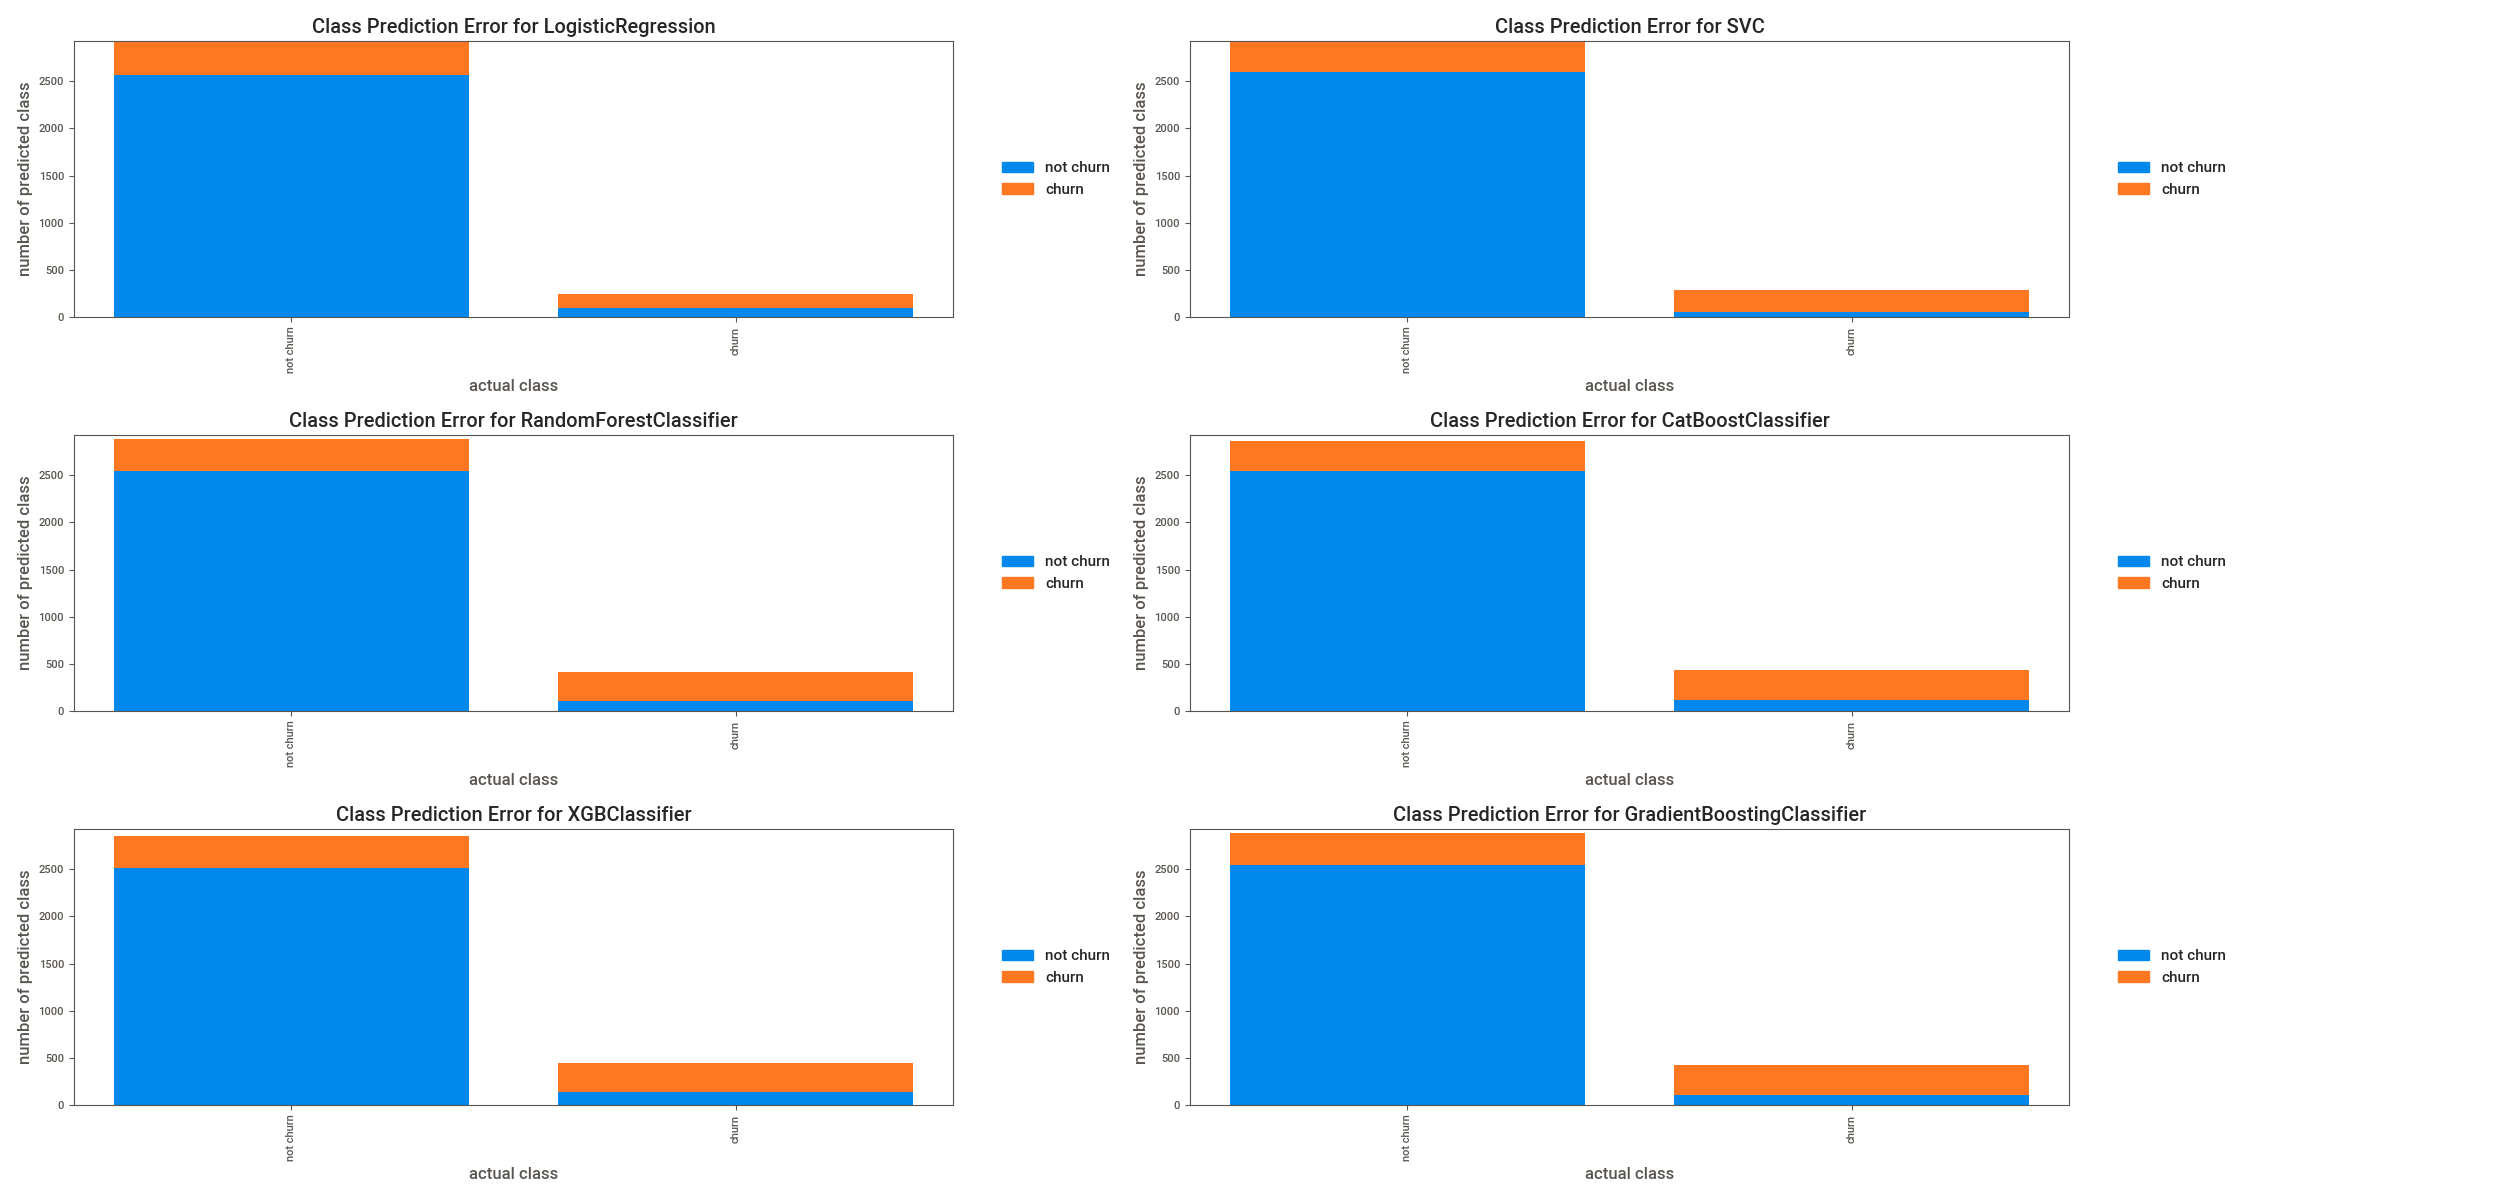 Class Prediction Error for LogisticRegression
number of predicted class
2500
2000
1500
1000
500
0
not churn
churn
actual class
not churn
churn
Class Prediction Error for SVC
number of predicted class
2500
2000
1500
1000
500
0
not churn
churn
actual class
not churn
churn
Class Prediction Error for RandomForestClassifier
number of predicted class
2500
2000
1500
1000
500
0
not churn
churn
actual class
not churn
churn
Class Prediction Error for CatBoostClassifier
number of predicted class
2500
2000
1500
1000
500
0
not churn
churn
actual class
not churn
churn
Class Prediction Error for XGBClassifier
number of predicted class
2500
2000
1500
1000
500
0
not churn
churn
actual class
not churn
churn
Class Prediction Error for GradientBoostingClassifier
number of predicted class
2500
2000
1500
1000
500
0
not churn
churn
actual class
not churn
churn